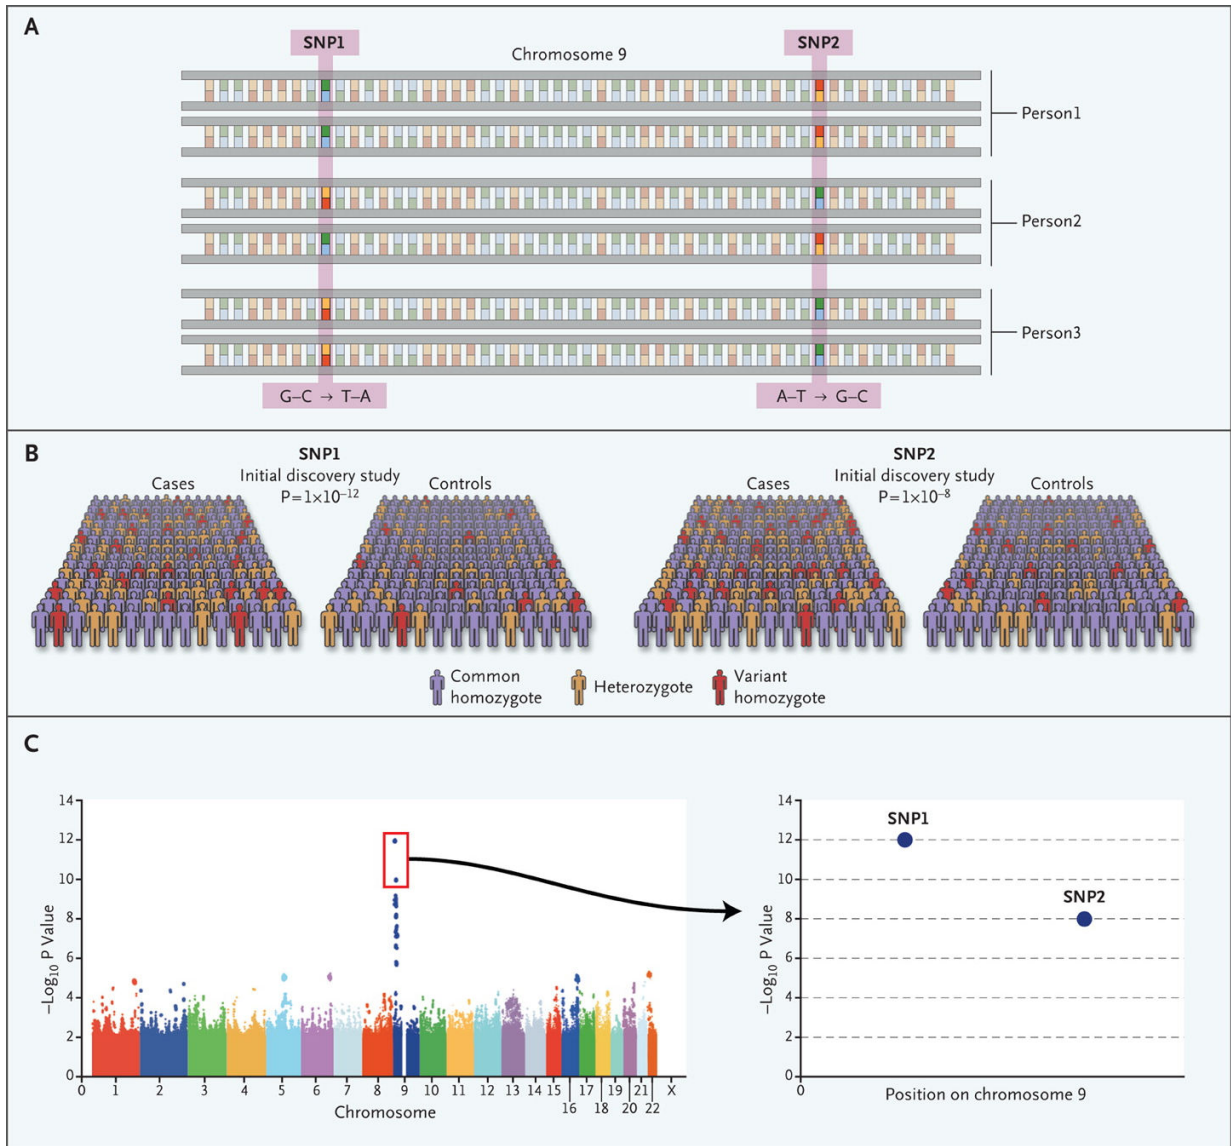 A
SNP1
SNP2
Chromosome 9
Person1
Person2
Person3
G–C → T–A
A–T → G–C
B
SNP1
Initial discovery study
P=1×10⁻¹²
Cases
Controls
SNP2
Initial discovery study
P=1×10⁻⁸
Cases
Controls
Common
homozygote
Heterozygote
Variant
homozygote
C
14
12
10
8
6
4
2
0
–Log₁₀ P Value
0 1 2 3 4 5 6 7 8 9 10 11 12 13 14 15 17 19 21 X
16 18 20 22
Chromosome
14
12
10
8
6
4
2
0
–Log₁₀ P Value
SNP1
SNP2
0
Position on chromosome 9